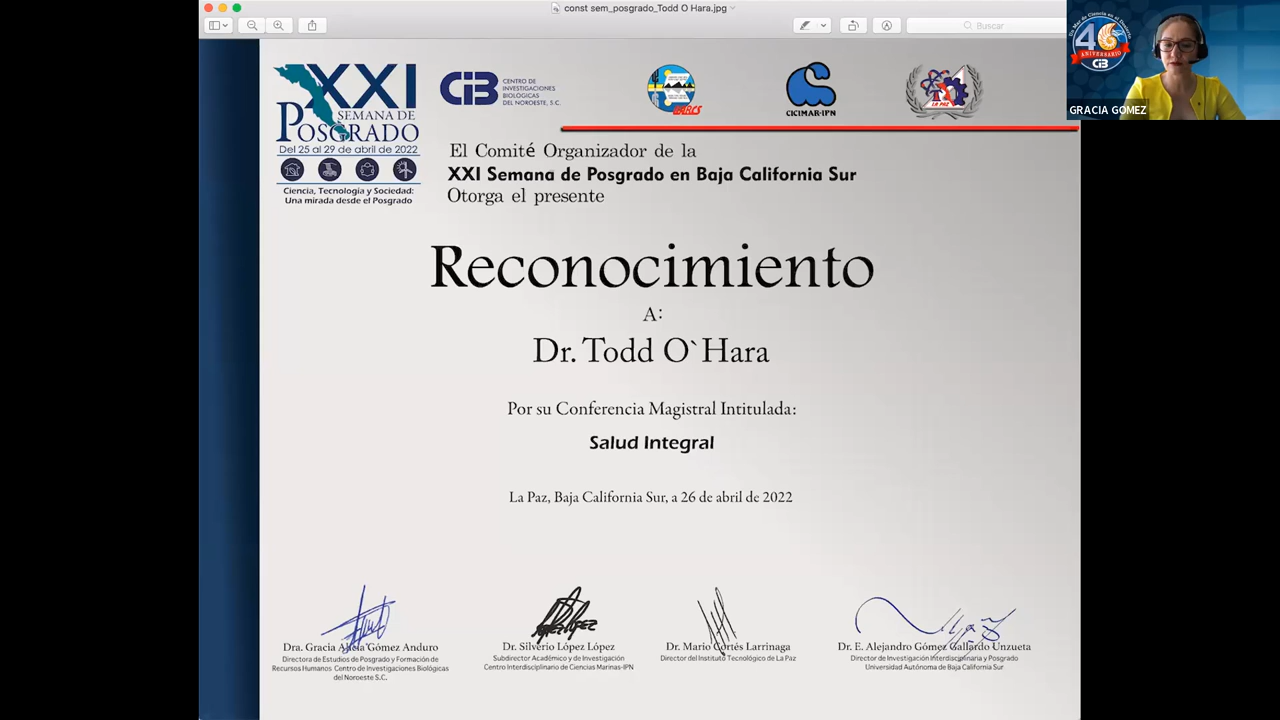 const sem_posgrado_Todd O Hara.jpg
Buscar
40
ANIVERSARIO
CIB
GRACIA GOMEZ
XXI
SEMANA DE
POSGRADO
Del 25 al 29 de abril de 2022
Ciencia, Tecnología y Sociedad:
Una mirada desde el Posgrado
CIB
CENTRO DE
INVESTIGACIONES
BIOLÓGICAS
DEL NOROESTE, S.C.
CICIMAR-IPN
LA PAZ
El Comité Organizador de la
XXI Semana de Posgrado en Baja California Sur
Otorga el presente
Reconocimiento
A:
Dr. Todd O`Hara
Por su Conferencia Magistral Intitulada:
Salud Integral
La Paz, Baja California Sur, a 26 de abril de 2022
Dra. Gracia Alicia Gómez Anduro
Directora de Estudios de Posgrado y Formación de
Recursos Humanos Centro de Investigaciones Biológicas
del Noroeste S.C.
Dr. Silverio López López
Subdirector Académico y de Investigación
Centro Interdisciplinario de Ciencias Marinas-IPN
Dr. Mario Cortés Larrinaga
Director del Instituto Tecnológico de La Paz
Dr. E. Alejandro Gómez Gallardo Unzueta
Director de Investigación Interdisciplinaria y Posgrado
Universidad Autónoma de Baja California Sur